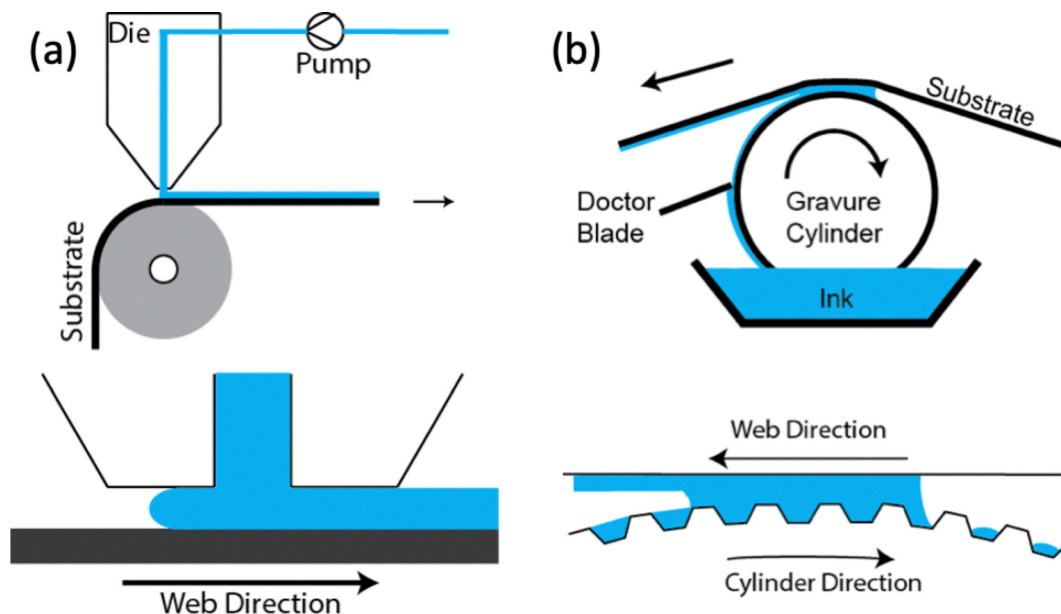 (a)
Die
Pump
Substrate
Web Direction
(b)
Substrate
Doctor
Blade
Gravure
Cylinder
Ink
Web Direction
Cylinder Direction